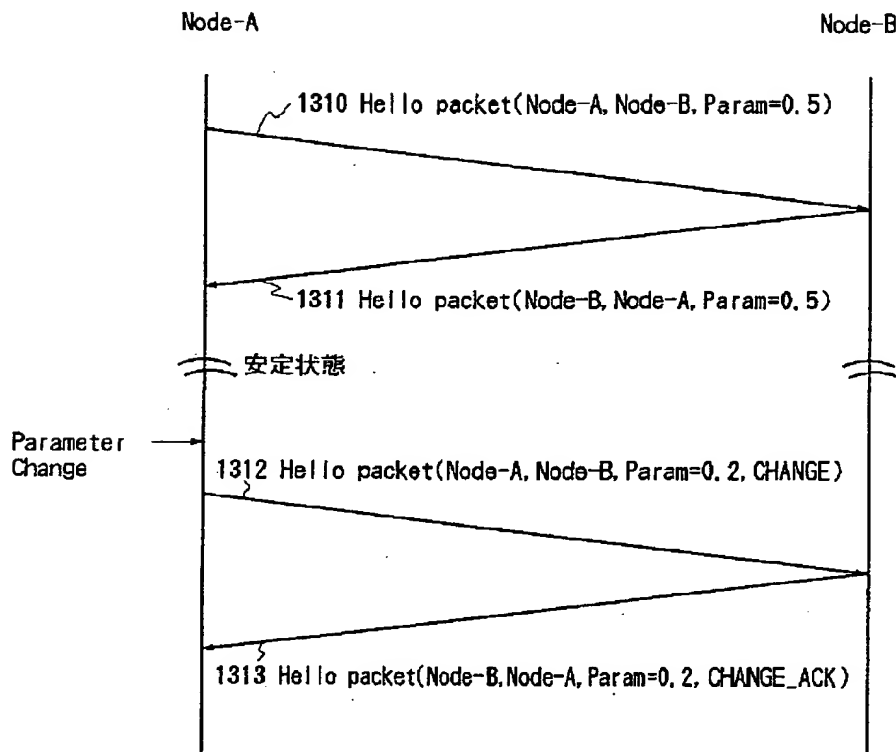 Node-A
Node-B
1310 Hello packet(Node-A, Node-B, Param=0.5)
1311 Hello packet(Node-B, Node-A, Param=0.5)
安定状態
Parameter
Change
1312 Hello packet(Node-A, Node-B, Param=0.2, CHANGE)
1313 Hello packet(Node-B, Node-A, Param=0.2, CHANGE_ACK)